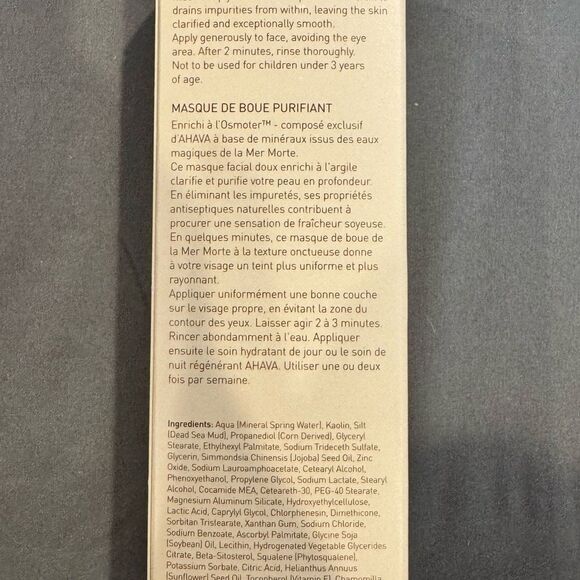 drains impurities from within, leaving the skin
clarified and exceptionally smooth.
Apply generously to face, avoiding the eye
area. After 2 minutes, rinse thoroughly.
Not to be used for children under 3 years
of age.
MASQUE DE BOUE PURIFIANT
Enrichi à l'Osmoter™ - composé exclusif
d'AHAVA à base de minéraux issus des eaux
magiques de la Mer Morte.
Ce masque facial doux enrichi à l'argile
clarifie et purifie votre peau en profondeur.
En éliminant les impuretés, ses propriétés
antiseptiques naturelles contribuent à
procurer une sensation de fraîcheur soyeuse.
En quelques minutes, ce masque de boue de
la Mer Morte à la texture onctueuse donne
à votre visage un teint plus uniforme et plus
rayonnant.
Appliquer uniformément une bonne couche
sur le visage propre, en évitant la zone du
contour des yeux. Laisser agir 2 à 3 minutes.
Rincer abondamment à l'eau. Appliquer
ensuite le soin hydratant de jour ou le soin de
nuit régénérant AHAVA. Utiliser une ou deux
fois par semaine.
Ingredients: Aqua (Mineral Spring Water), Kaolin, Silt
(Dead Sea Mud), Propanediol (Corn Derived), Glyceryl
Stearate, Ethylhexyl Palmitate, Sodium Trideceth Sulfate,
Glycerin, Simmondsia Chinensis (Jojoba) Seed Oil, Zinc
Oxide, Sodium Lauroamphoacetate, Cetearyl Alcohol,
Phenoxyethanol, Propylene Glycol, Sodium Lactate, Stearyl
Alcohol, Cocamide MEA, Ceteareth-30, PEG-40 Stearate,
Magnesium Aluminum Silicate, Hydroxyethylcellulose,
Lactic Acid, Caprylyl Glycol, Chlorphenesin, Dimethicone,
Sorbitan Tristearate, Xanthan Gum, Sodium Chloride,
Sodium Benzoate, Ascorbyl Palmitate, Glycine Soja
(Soybean) Oil, Lecithin, Hydrogenated Vegetable Glycerides
Citrate, Beta-Sitosterol, Squalene (Phytosqualene),
Potassium Sorbate, Citric Acid, Helianthus Annuus
(Sunflower) Seed Oil, Tocopherol (Vitamin E), Chamomilla